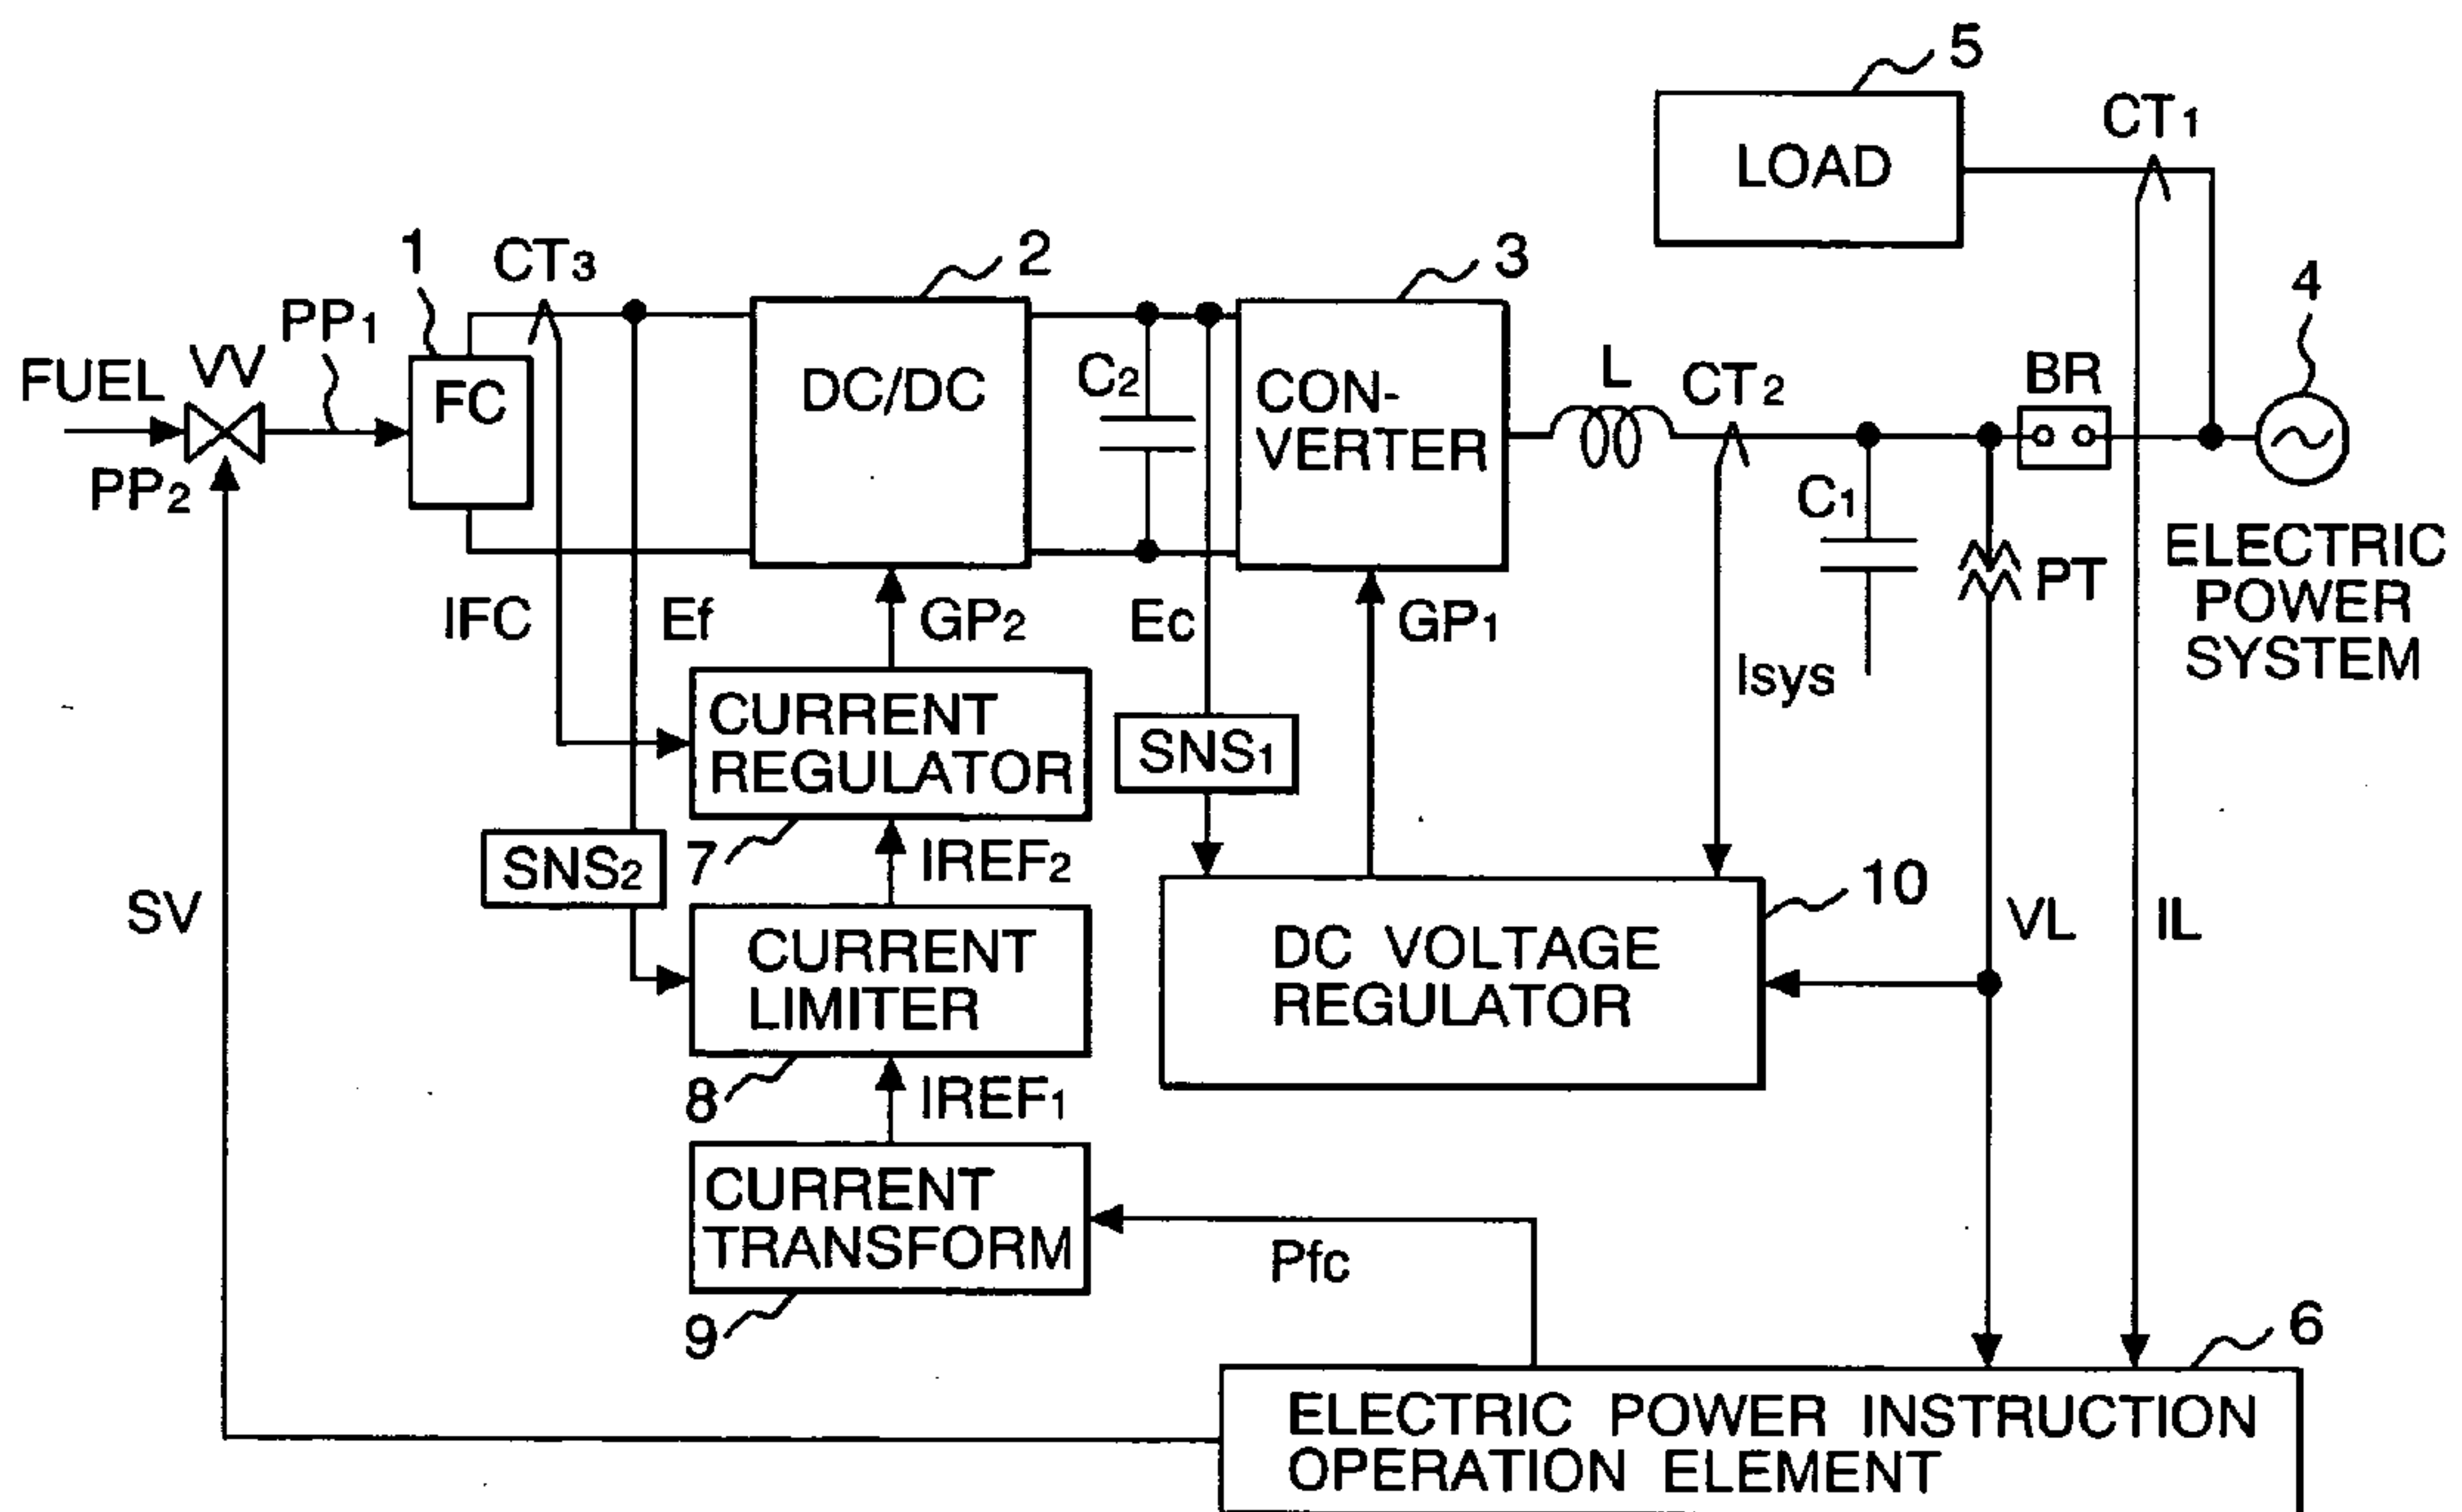 5
CT1
LOAD
1
CT3
2
3
4
PP1
VV
FUEL
FC
DC/DC
C2
CON-
VERTER
L
CT2
BR
PP2
C1
ELECTRIC
POWER
SYSTEM
PT
IFC
Ef
GP2
Ec
GP1
Isys
CURRENT
REGULATOR
SNS1
7
IREF2
SNS2
10
SV
VL
IL
CURRENT
LIMITER
DC VOLTAGE
REGULATOR
8
IREF1
CURRENT
TRANSFORM
Pfc
9
6
ELECTRIC POWER INSTRUCTION
OPERATION ELEMENT